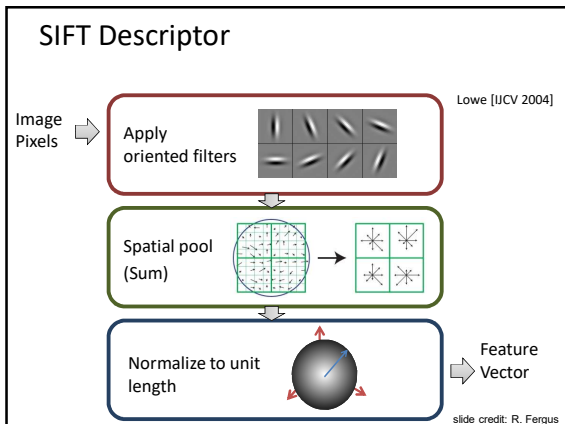 SIFT Descriptor
Lowe [IJCV 2004]
Image
Pixels
Apply
oriented filters
Spatial pool
(Sum)
Normalize to unit
length
Feature
Vector
slide credit: R. Fergus